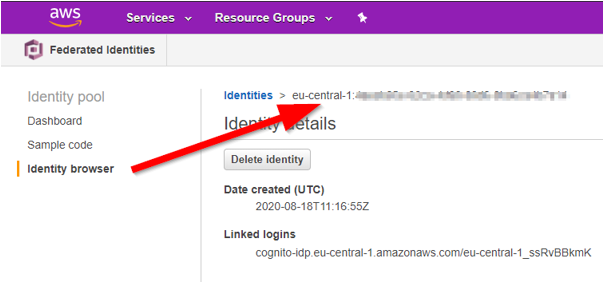 aws
Services
Resource Groups
Federated Identities
Identity pool
Dashboard
Sample code
Identity browser
Identities > eu-central-1:
Identity details
Delete identity
Date created (UTC)
2020-08-18T11:16:55Z
Linked logins
cognito-idp.eu-central-1.amazonaws.com/eu-central-1_ssRvBBkmK